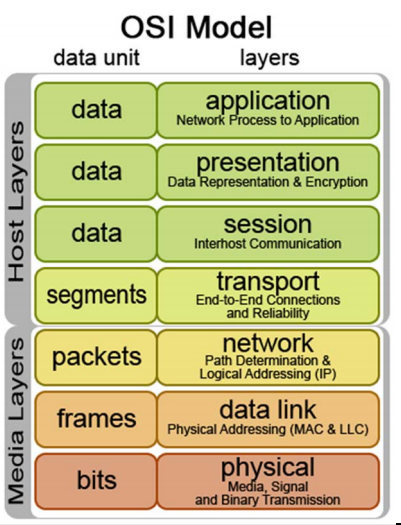 OSI Model
data unit layers
Host Layers
data
application
Network Process to Application
data
presentation
Data Representation & Encryption
data
session
Interhost Communication
segments
transport
End-to-End Connections
and Reliability
Media Layers
packets
network
Path Determination &
Logical Addressing (IP)
frames
data link
Physical Addressing (MAC & LLC)
bits
physical
Media, Signal
and Binary Transmission